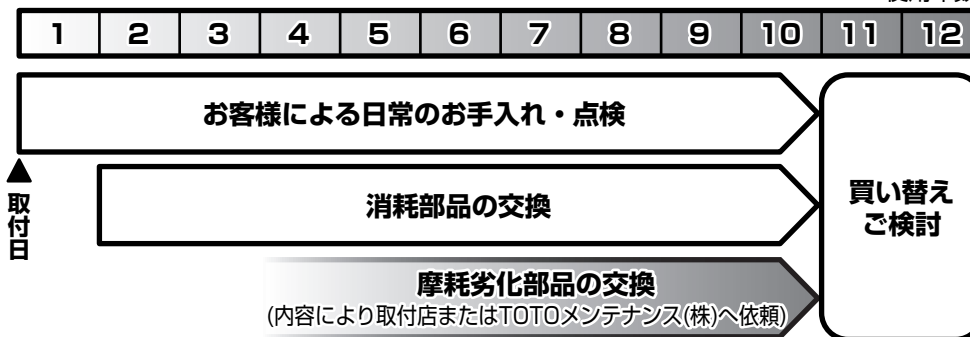 1 2 3 4 5 6 7 8 9 10 11 12
お客様による日常のお手入れ・点検
取付日
消耗部品の交換
買い替え
ご検討
摩耗劣化部品の交換
(内容により取付店またはTOTOメンテナンス(株)へ依頼)